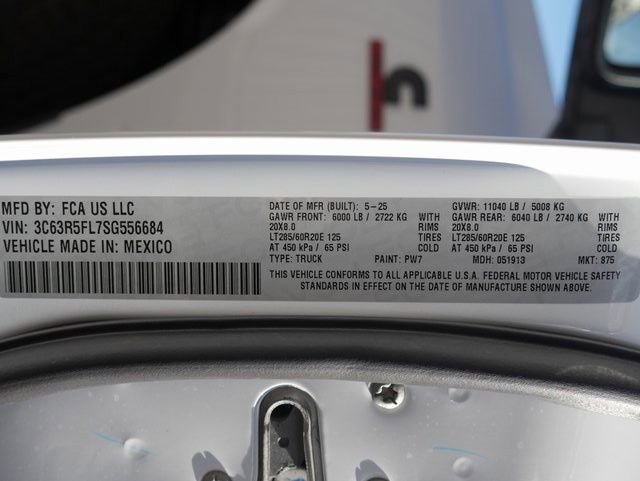 MFD BY: FCA US LLC
VIN: 3C63R5FL7SG556684
VEHICLE MADE IN: MEXICO
DATE OF MFR (BUILT): 5-25
GAWR FRONT: 6000 LB / 2722 KG WITH
20X8.0 RIMS
LT285/60R20E 125 TIRES
AT 450 kPa / 65 PSI
TYPE: TRUCK PAINT: PW7
GVWR: 11040 LB / 5008 KG
GAWR REAR: 6040 LB / 2740 KG WITH
20X8.0 RIMS
LT285/60R20E 125 TIRES
AT 450 kPa / 65 PSI
MDH: 051913 MKT: 875
THIS VEHICLE CONFORMS TO ALL APPLICABLE U.S.A. FEDERAL MOTOR VEHICLE SAFETY
STANDARDS IN EFFECT ON THE DATE OF MANUFACTURE SHOWN ABOVE.